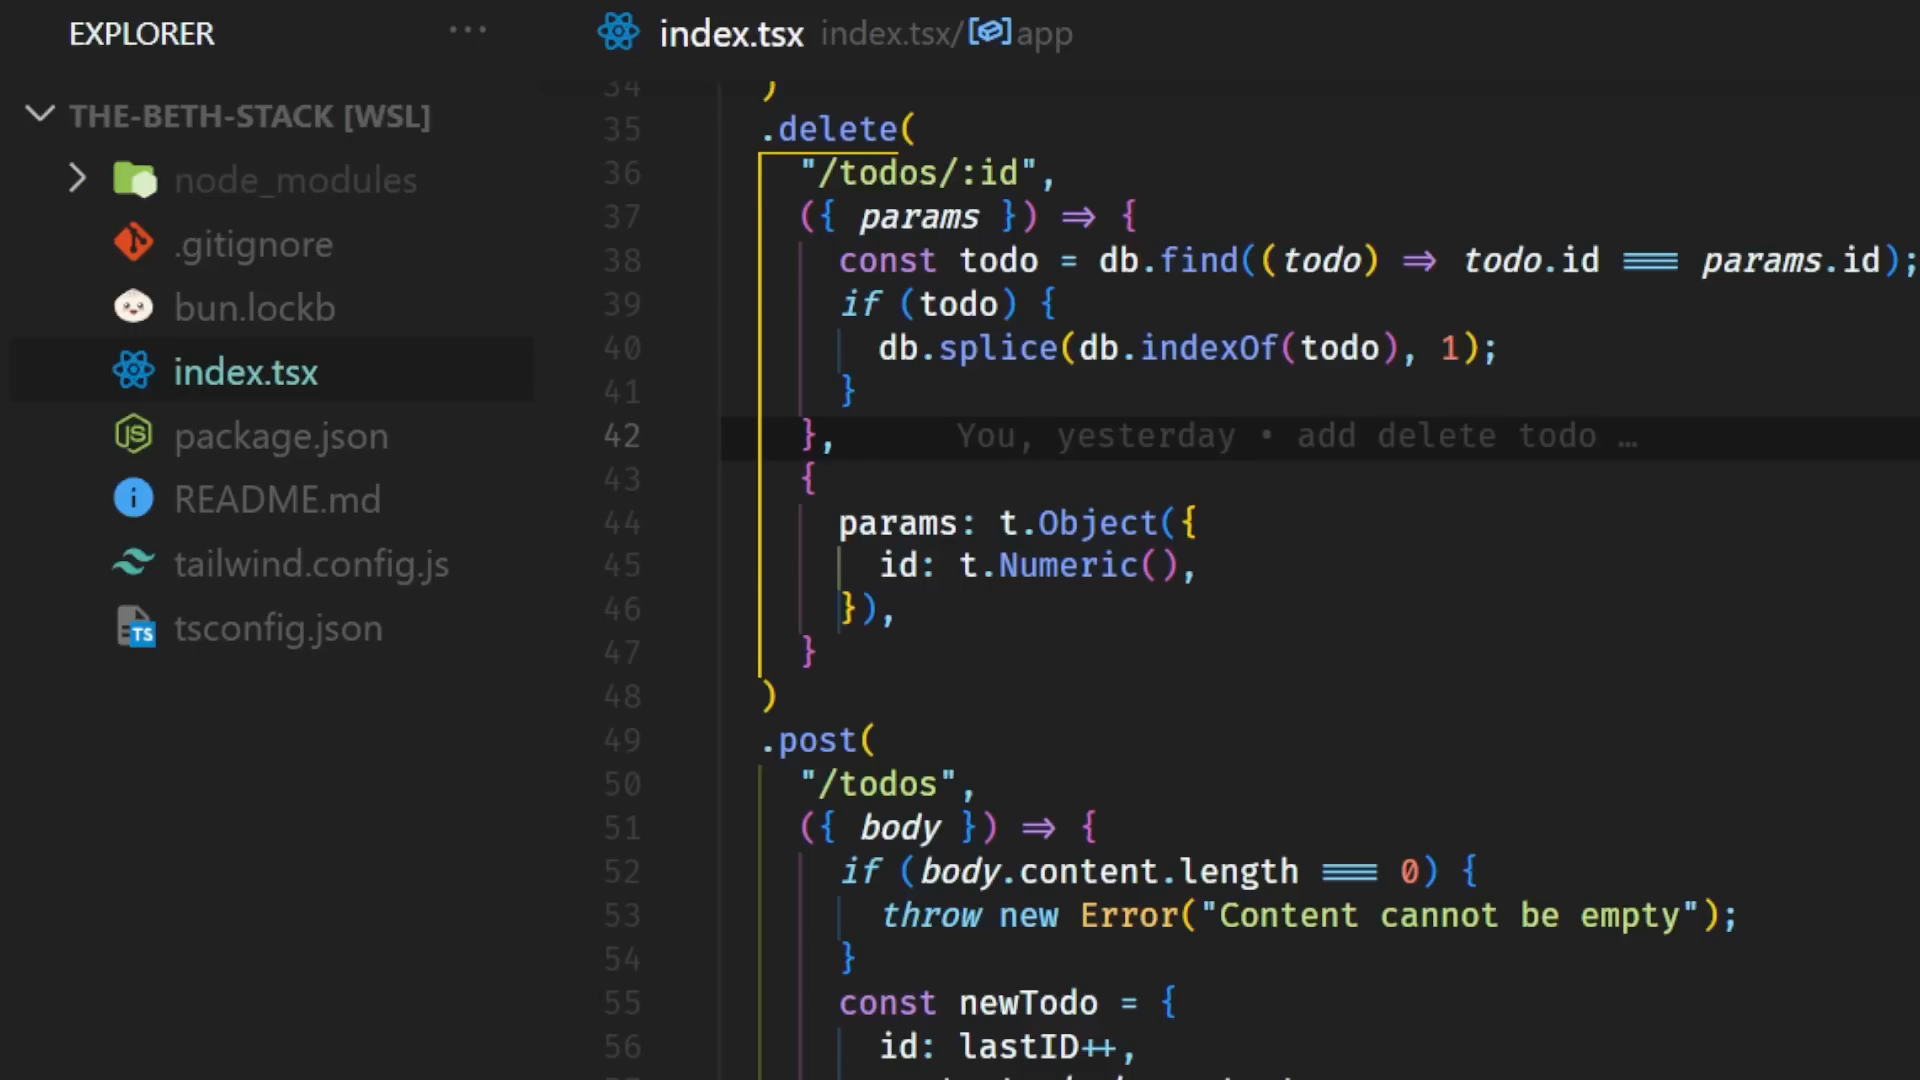 EXPLORER ...
THE-BETH-STACK [WSL]
node_modules
.gitignore
bun.lockb
index.tsx
package.json
README.md
tailwind.config.js
tsconfig.json
index.tsx index.tsx/app
34 )
35 .delete(
36 "/todos/:id",
37 ({ params }) => {
38 const todo = db.find((todo) => todo.id === params.id);
39 if (todo) {
40 db.splice(db.indexOf(todo), 1);
41 }
42 }, You, yesterday • add delete todo …
43 {
44 params: t.Object({
45 id: t.Numeric(),
46 }),
47 }
48 )
49 .post(
50 "/todos",
51 ({ body }) => {
52 if (body.content.length === 0) {
53 throw new Error("Content cannot be empty");
54 }
55 const newTodo = {
56 id: lastID++,